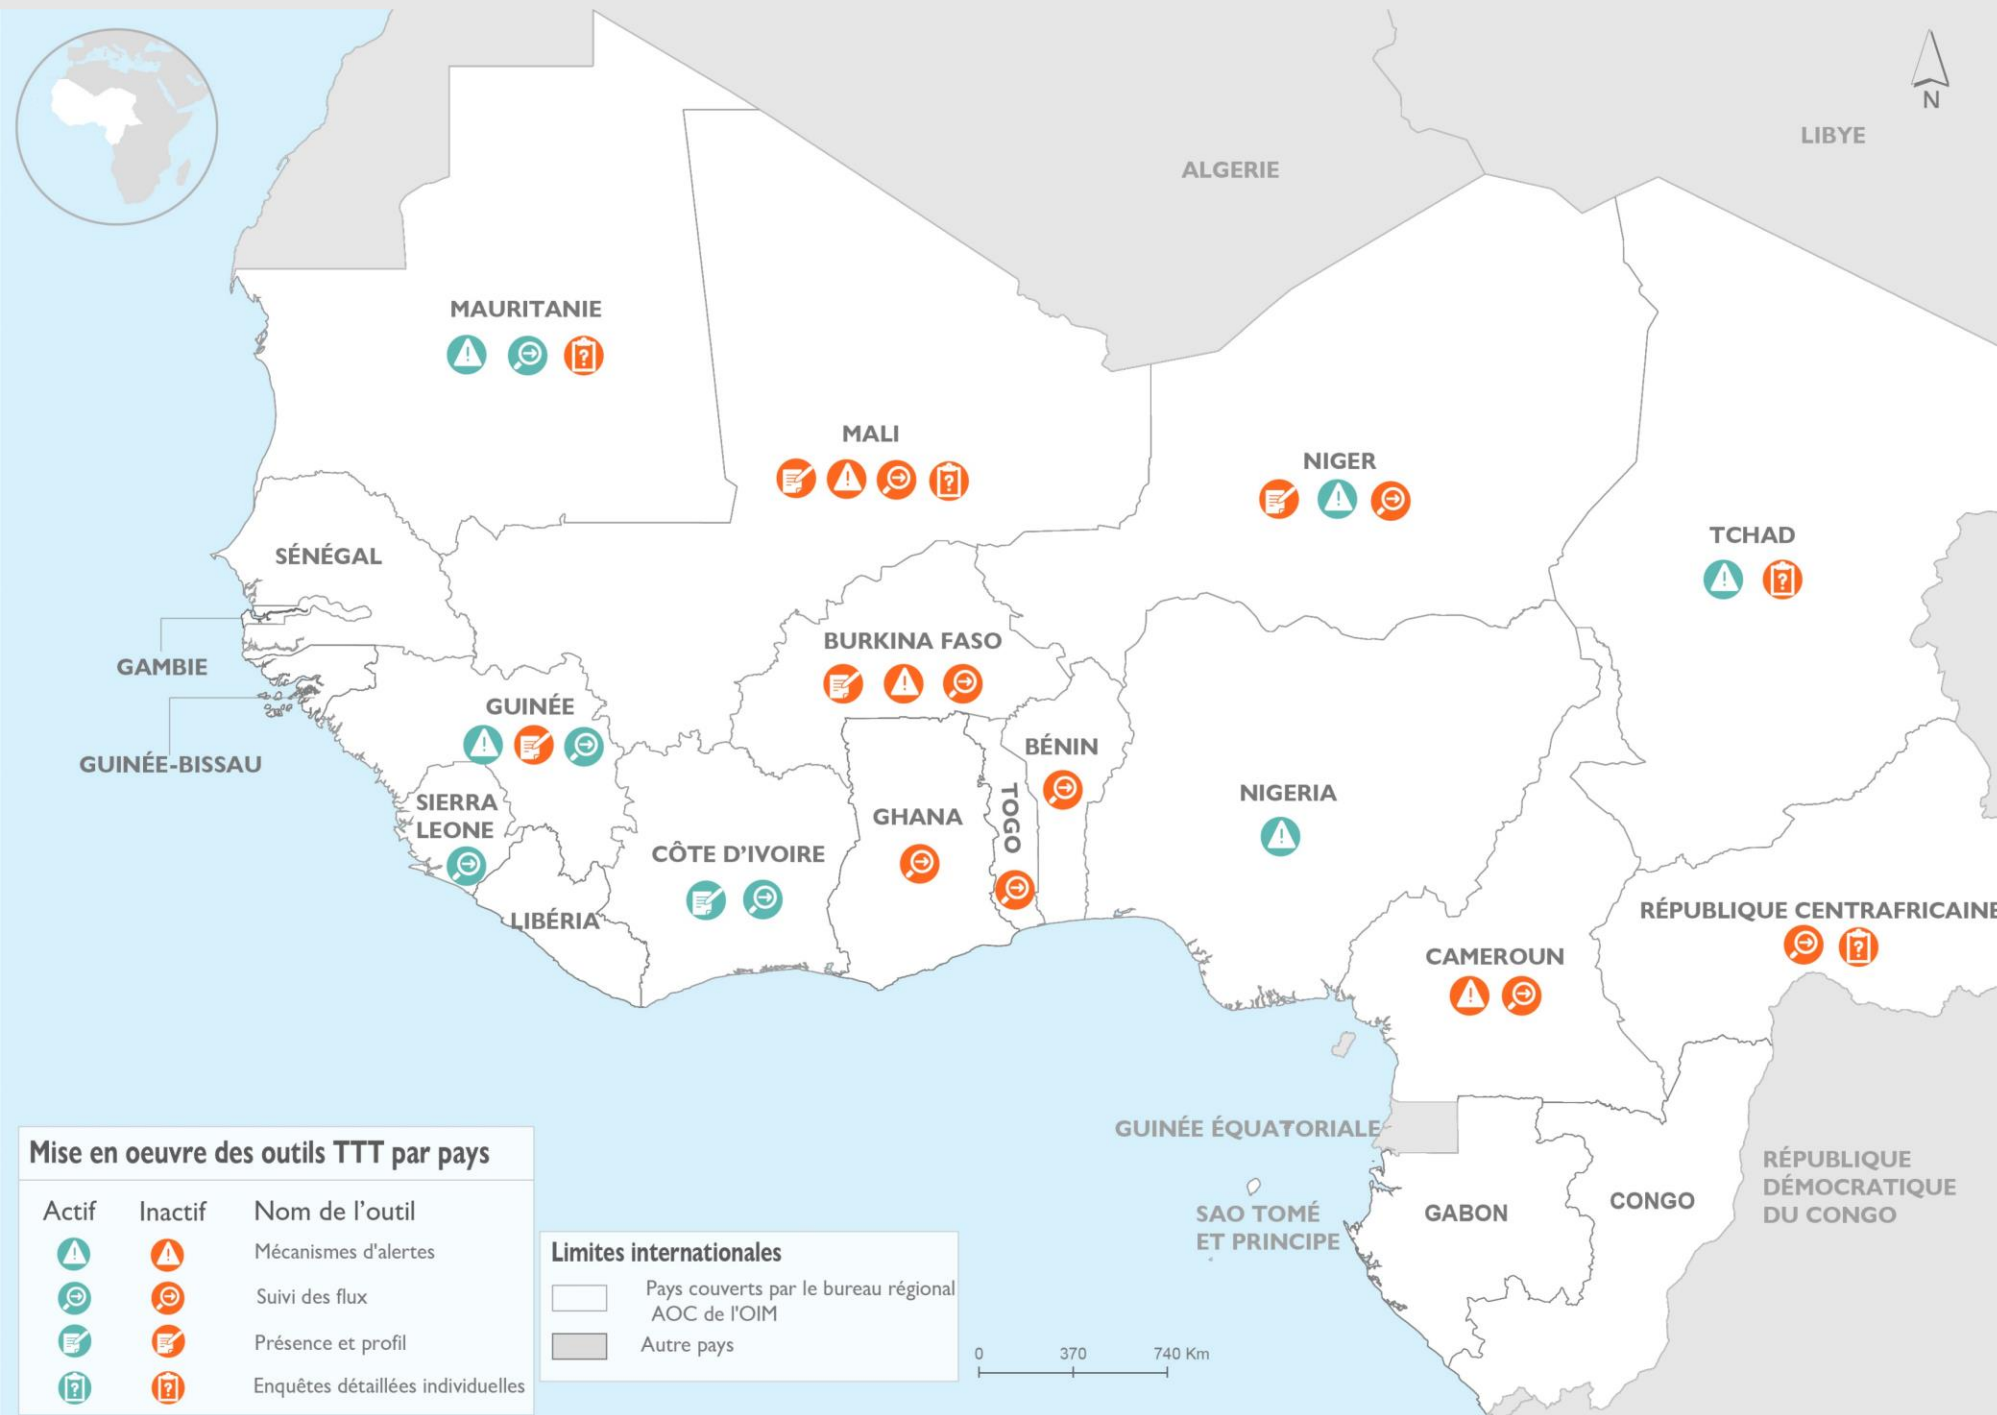 N
LIBYE
ALGERIE
MAURITANIE
MALI
NIGER
TCHAD
SÉNÉGAL
BURKINA FASO
GAMBIE
GUINÉE
BÉNIN
GUINÉE-BISSAU
TOGO
NIGERIA
SIERRA
LEONE
GHANA
CÔTE D'IVOIRE
LIBÉRIA
RÉPUBLIQUE CENTRAFRICAINE
CAMEROUN
GUINÉE ÉQUATORIALE
RÉPUBLIQUE
DÉMOCRATIQUE
DU CONGO
SAO TOMÉ
ET PRINCIPE
GABON
CONGO
Mise en oeuvre des outils TTT par pays
Actif Inactif Nom de l'outil
Mécanismes d'alertes
Suivi des flux
Présence et profil
Enquêtes détaillées individuelles
Limites internationales
Pays couverts par le bureau régional
AOC de l'OIM
Autre pays
0 370 740 Km